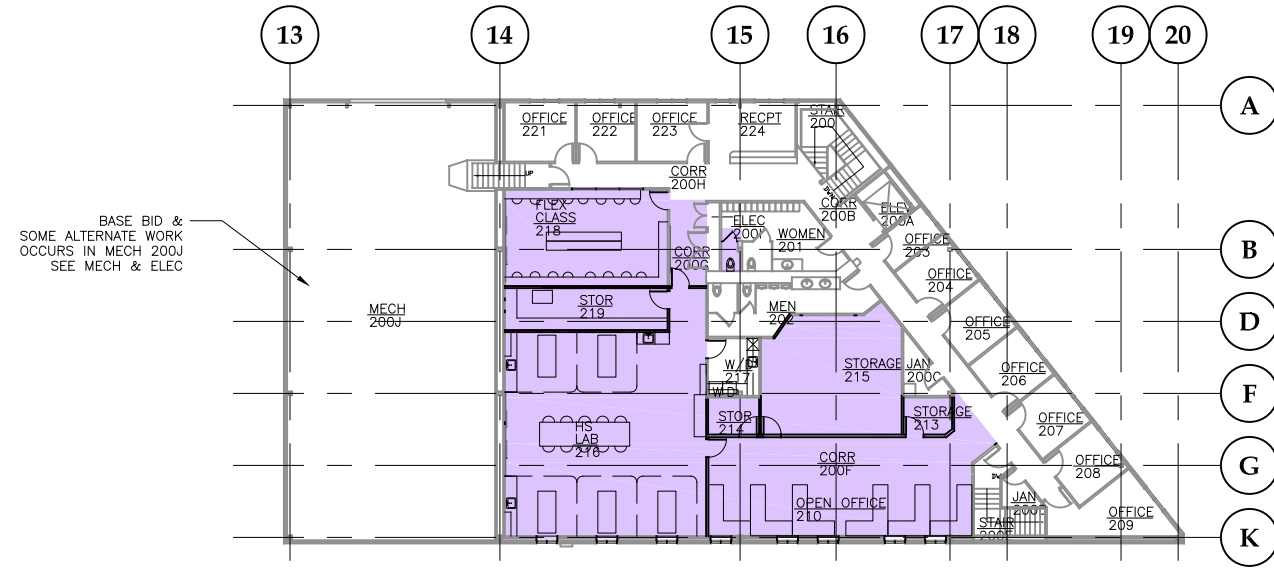 13
14
15
16
17
18
19
20
A
B
D
F
G
K
BASE BID &
SOME ALTERNATE WORK
OCCURS IN MECH 200J
SEE MECH & ELEC
MECH
200J
OFFICE
221
OFFICE
222
OFFICE
223
RECPT
224
STAIR
200
UP
CORR
200H
DWN
CORR
200B
ELEV
200A
FLEX
CLASS
218
CORR
200G
ELEC
200I
WOMEN
201
OFFICE
203
OFFICE
204
STOR
219
MEN
202
OFFICE
205
W/D
217
W
D
STORAGE
215
JAN
200C
OFFICE
206
STOR
214
STORAGE
213
OFFICE
207
HS
LAB
216
CORR
200F
OFFICE
208
OPEN OFFICE
210
JAN
STAIR
OFFICE
209